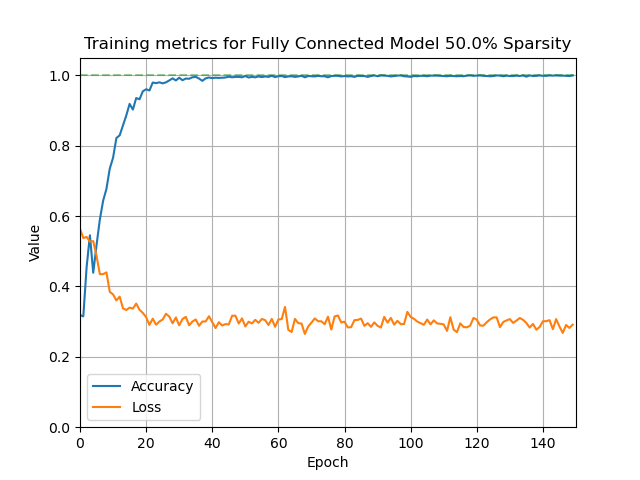 Training metrics for Fully Connected Model 50.0% Sparsity
1.0
0.8
0.6
0.4
0.2
0.0
Value
Accuracy
Loss
0 20 40 60 80 100 120 140
Epoch